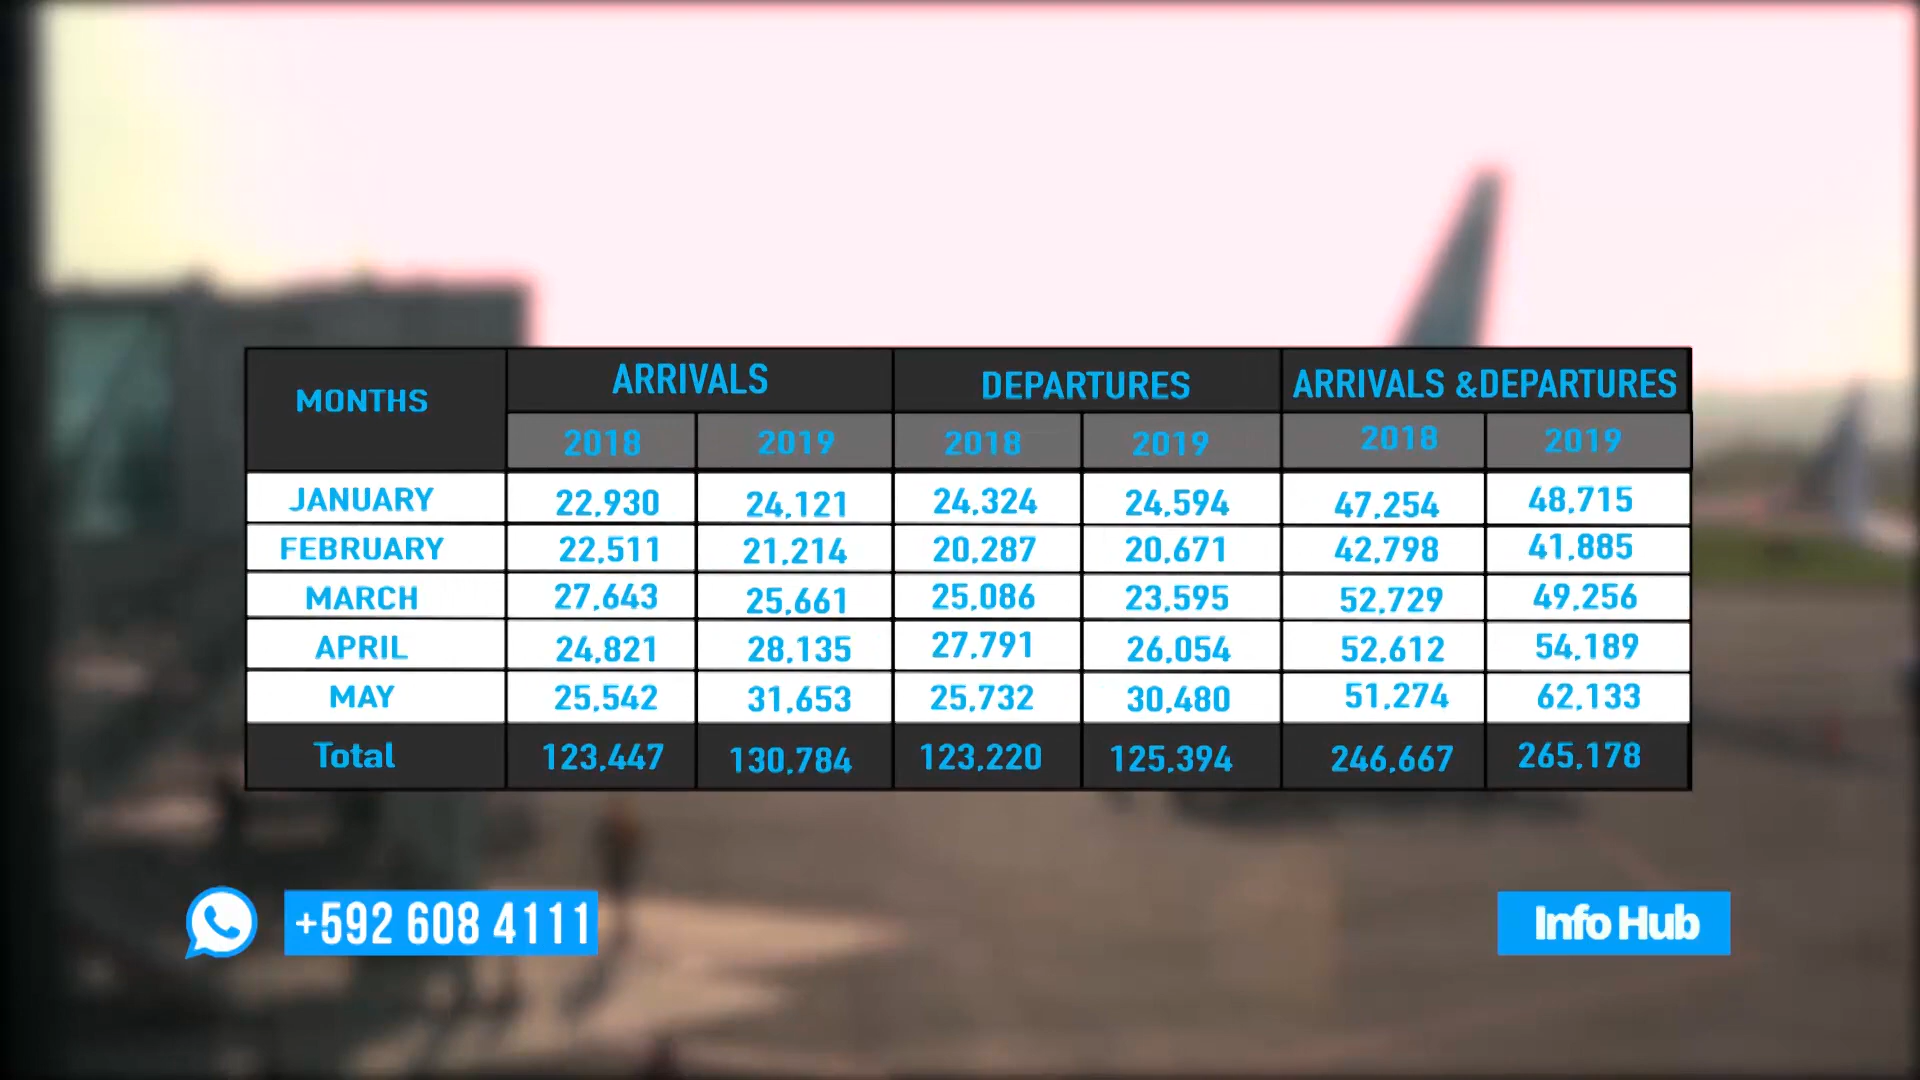 MONTHS ARRIVALS DEPARTURES ARRIVALS &DEPARTURES
2018 2019 2018 2019 2018 2019
JANUARY 22,930 24,121 24,324 24,594 47,254 48,715
FEBRUARY 22,511 21,214 20,287 20,671 42,798 41,885
MARCH 27,643 25,661 25,086 23,595 52,729 49,256
APRIL 24,821 28,135 27,791 26,054 52,612 54,189
MAY 25,542 31,653 25,732 30,480 51,274 62,133
Total 123,447 130,784 123,220 125,394 246,667 265,178
+592 608 4111
Info Hub